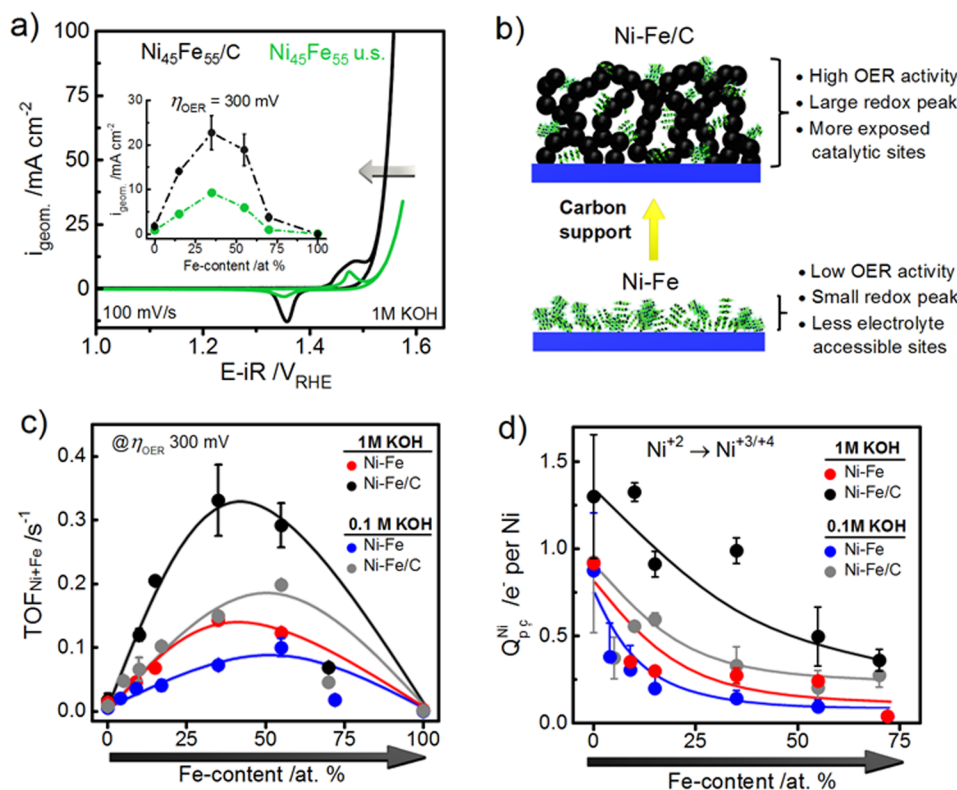 a)
Ni45Fe55/C
Ni45Fe55 u.s.
ηOER = 300 mV
igeom. /mA cm-2
30
20
10
0
0 25 50 75 100
Fe-content /at %
igeom. /mA cm-2
100
75
50
25
0
100 mV/s
1M KOH
1.0 1.2 1.4 1.6
E-iR /VRHE
b)
Ni-Fe/C
• High OER activity
• Large redox peak
• More exposed
catalytic sites
Carbon
support
Ni-Fe
• Low OER activity
• Small redox peak
• Less electrolyte
accessible sites
c)
@ηOER 300 mV
1M KOH
Ni-Fe
Ni-Fe/C
0.1 M KOH
Ni-Fe
Ni-Fe/C
TOFNi+Fe /s-1
0.4
0.3
0.2
0.1
0.0
0 25 50 75 100
Fe-content /at. %
d)
Ni+2 → Ni+3/+4
1M KOH
Ni-Fe
Ni-Fe/C
0.1M KOH
Ni-Fe
Ni-Fe/C
/e- per Ni
1.5
1.0
0.5
0.0
0 25 50 75
Fe-content /at. %